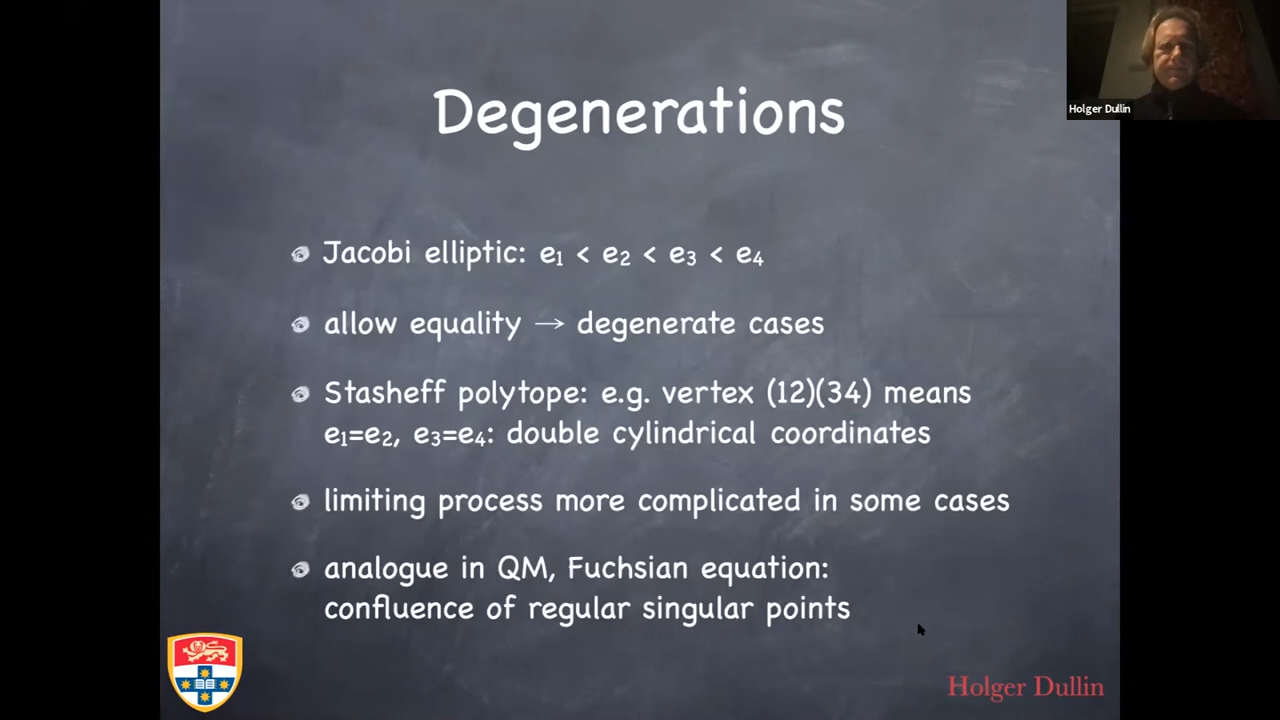 Degenerations
Holger Dullin
Jacobi elliptic: e₁ < e₂ < e₃ < e₄
allow equality → degenerate cases
Stasheff polytope: e.g. vertex (12)(34) means
e₁=e₂, e₃=e₄: double cylindrical coordinates
limiting process more complicated in some cases
analogue in QM, Fuchsian equation:
confluence of regular singular points
Holger Dullin